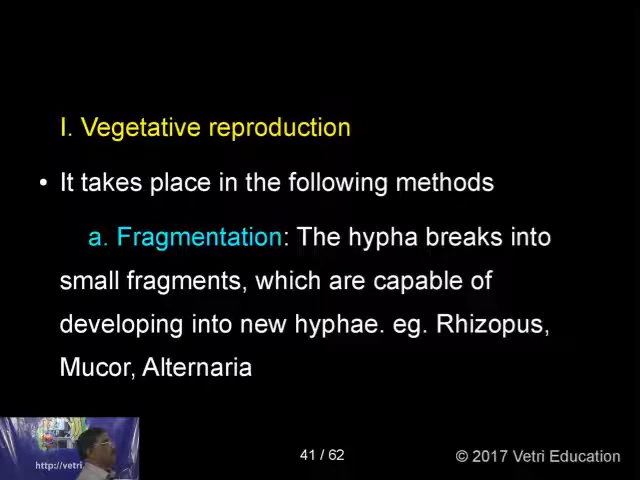 I. Vegetative reproduction
• It takes place in the following methods
a. Fragmentation: The hypha breaks into
small fragments, which are capable of
developing into new hyphae. eg. Rhizopus,
Mucor, Alternaria
http://vetri.
41 / 62
© 2017 Vetri Education